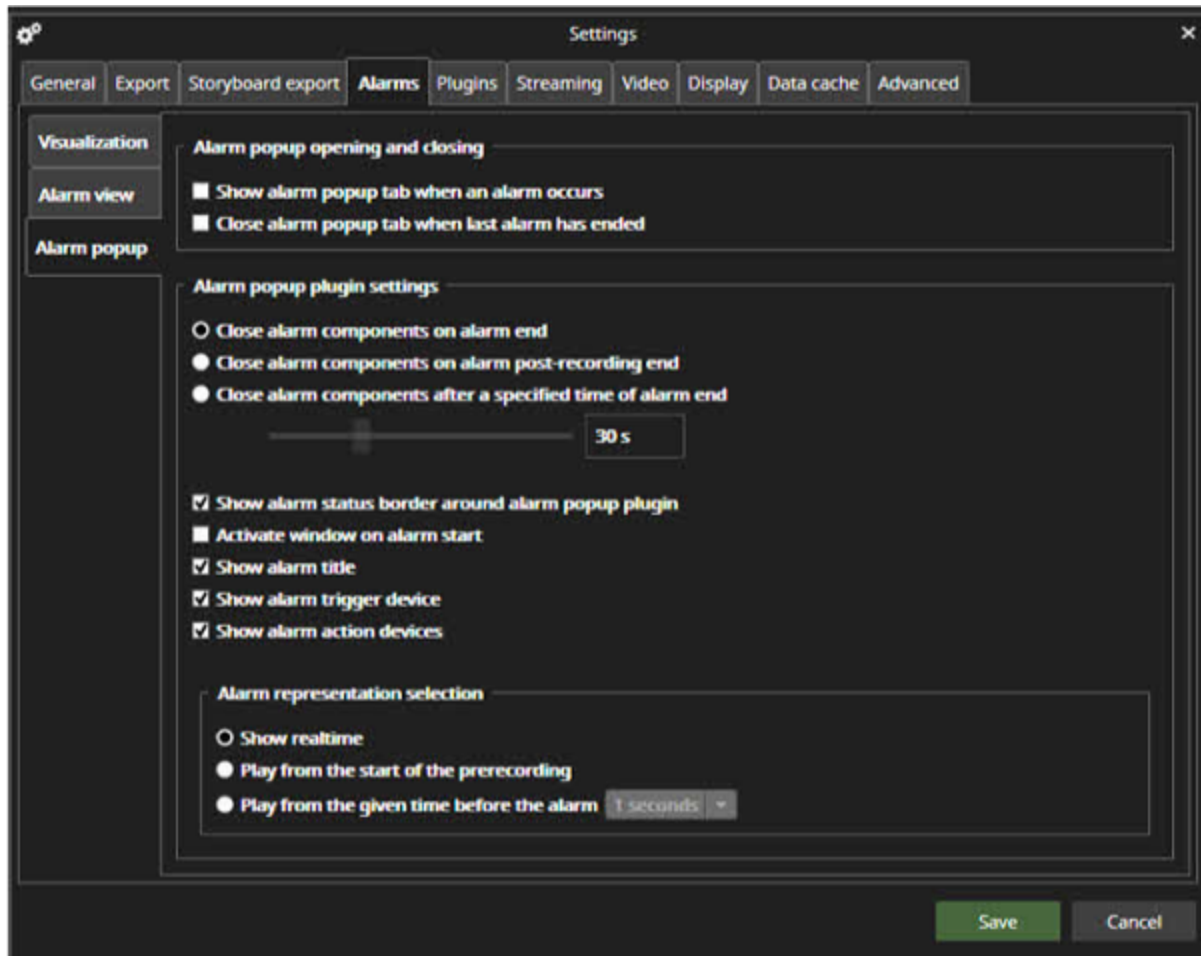 Settings
General Export Storyboard export Alarms Plugins Streaming Video Display Data cache Advanced
Visualization
Alarm view
Alarm popup
Alarm popup opening and closing
Show alarm popup tab when an alarm occurs
Close alarm popup tab when last alarm has ended
Alarm popup plugin settings
Close alarm components on alarm end
Close alarm components on alarm post-recording end
Close alarm components after a specified time of alarm end
30 s
Show alarm status border around alarm popup plugin
Activate window on alarm start
Show alarm title
Show alarm trigger device
Show alarm action devices
Alarm representation selection
Show realtime
Play from the start of the prerecording
Play from the given time before the alarm 1 seconds
Save Cancel